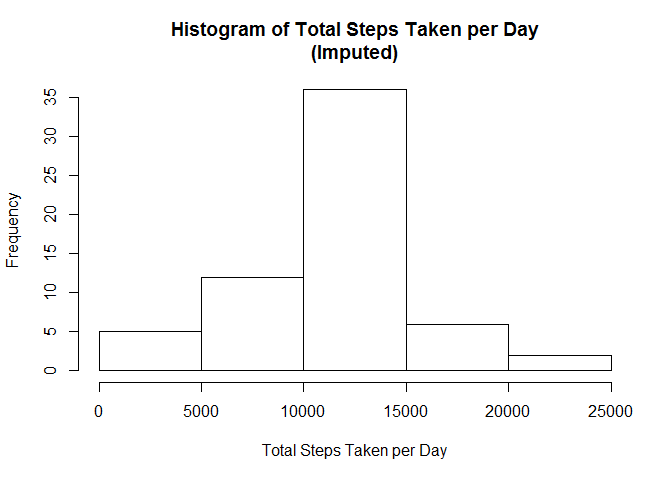 Histogram of Total Steps Taken per Day
(Imputed)
35
30
25
20
15
10
5
0
Frequency
0 5000 10000 15000 20000 25000
Total Steps Taken per Day